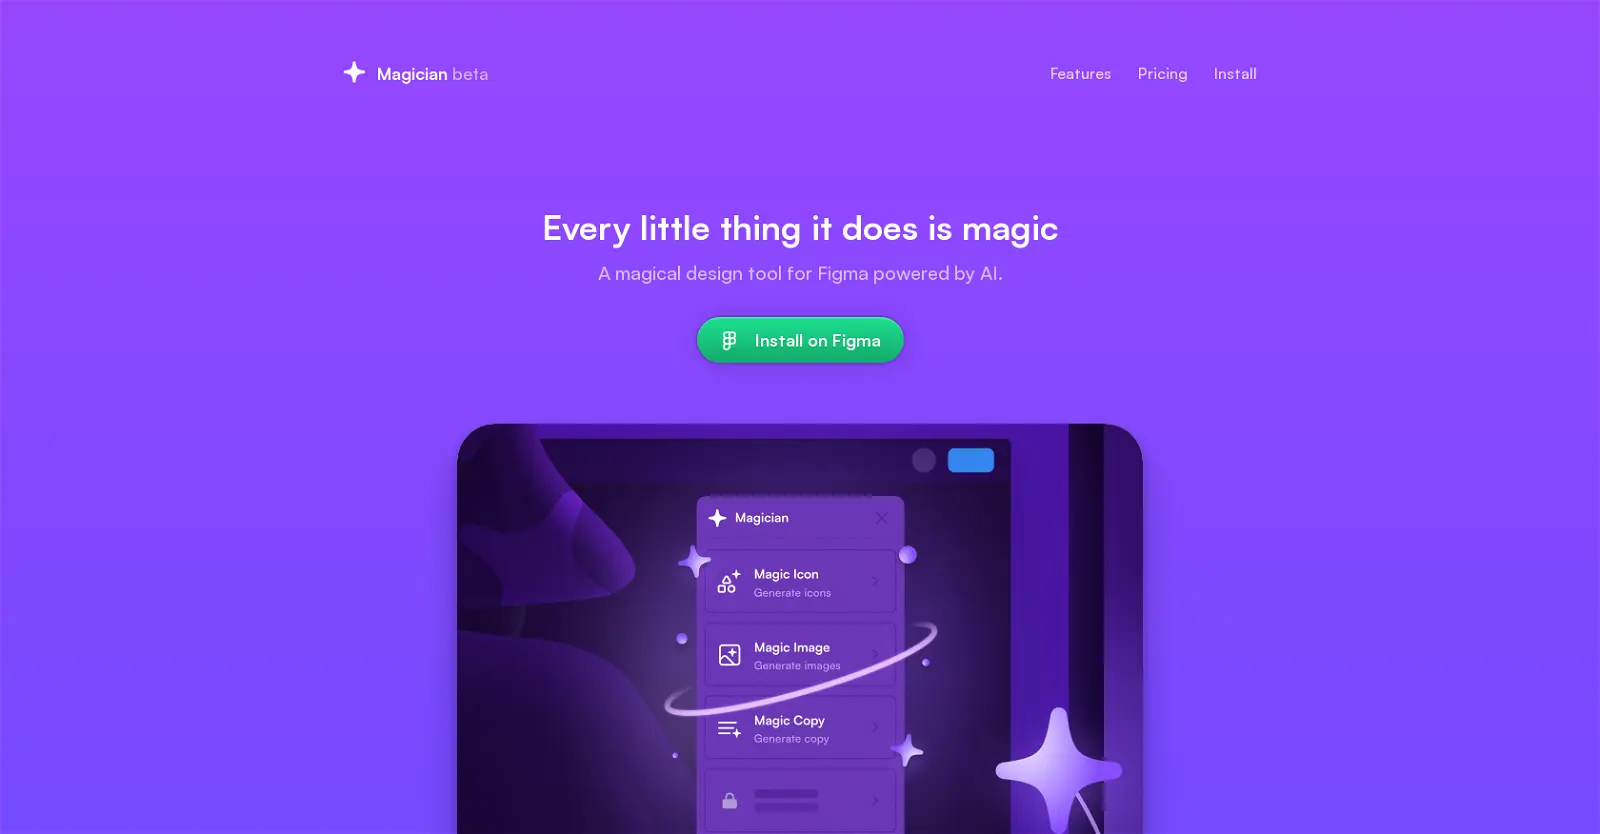 Magician beta
Features
Pricing
Install
Every little thing it does is magic
A magical design tool for Figma powered by AI.
Install on Figma
Magician
Magic Icon
Generate icons
Magic Image
Generate images
Magic Copy
Generate copy